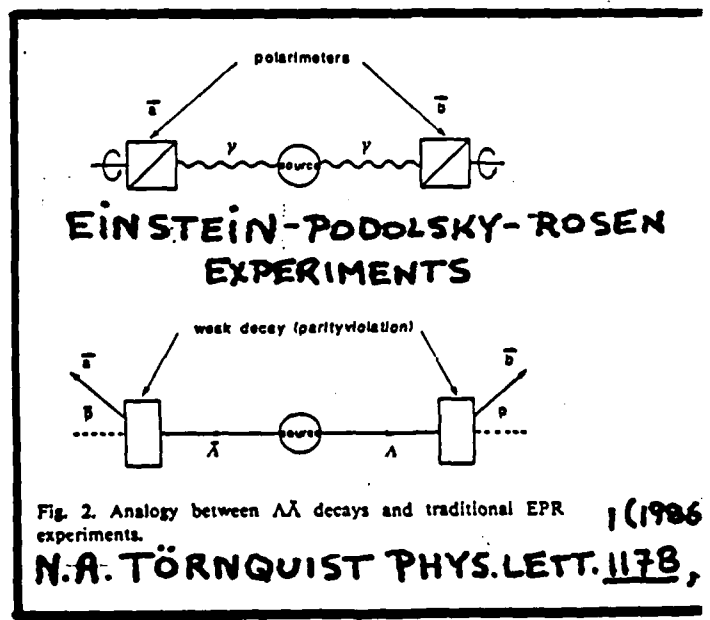 polarimeters
a b
γ source γ
EINSTEIN-PODOLSKY-ROSEN
EXPERIMENTS
weak decay (parityviolation)
a b
p̄ p
Λ̄ source Λ
Fig. 2. Analogy between ΛΛ̄ decays and traditional EPR
experiments.
1(1986
N.A. TÖRNQUIST PHYS.LETT. 117B,